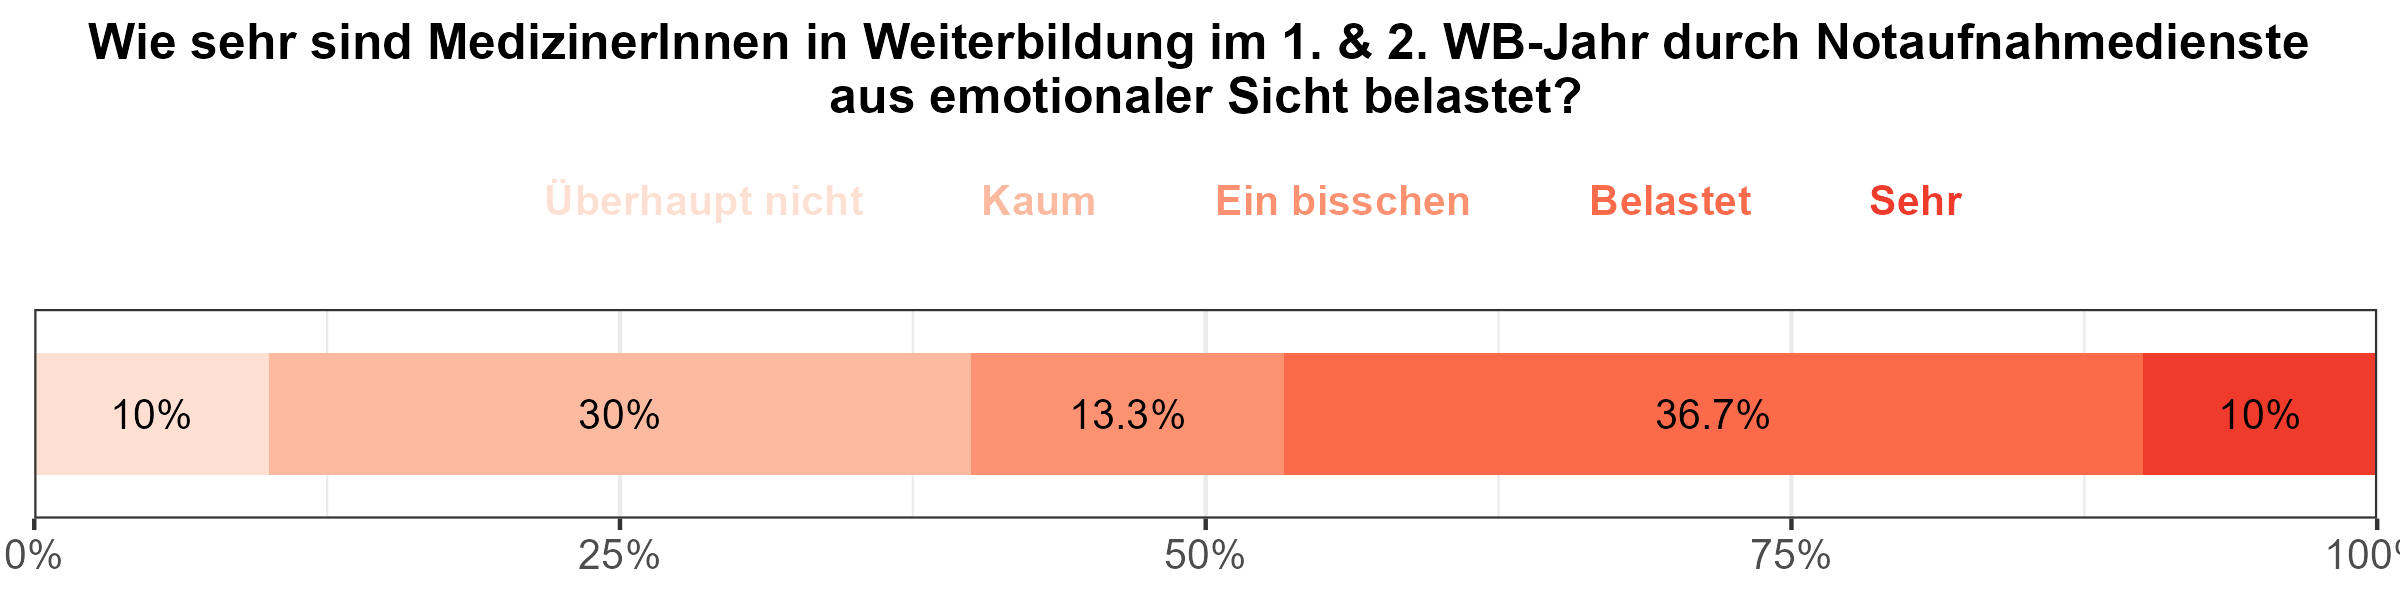 Wie sehr sind MedizinerInnen in Weiterbildung im 1. & 2. WB-Jahr durch Notaufnahmedienste
aus emotionaler Sicht belastet?
Überhaupt nicht Kaum Ein bisschen Belastet Sehr
10% 30% 13.3% 36.7% 10%
0% 25% 50% 75% 100%